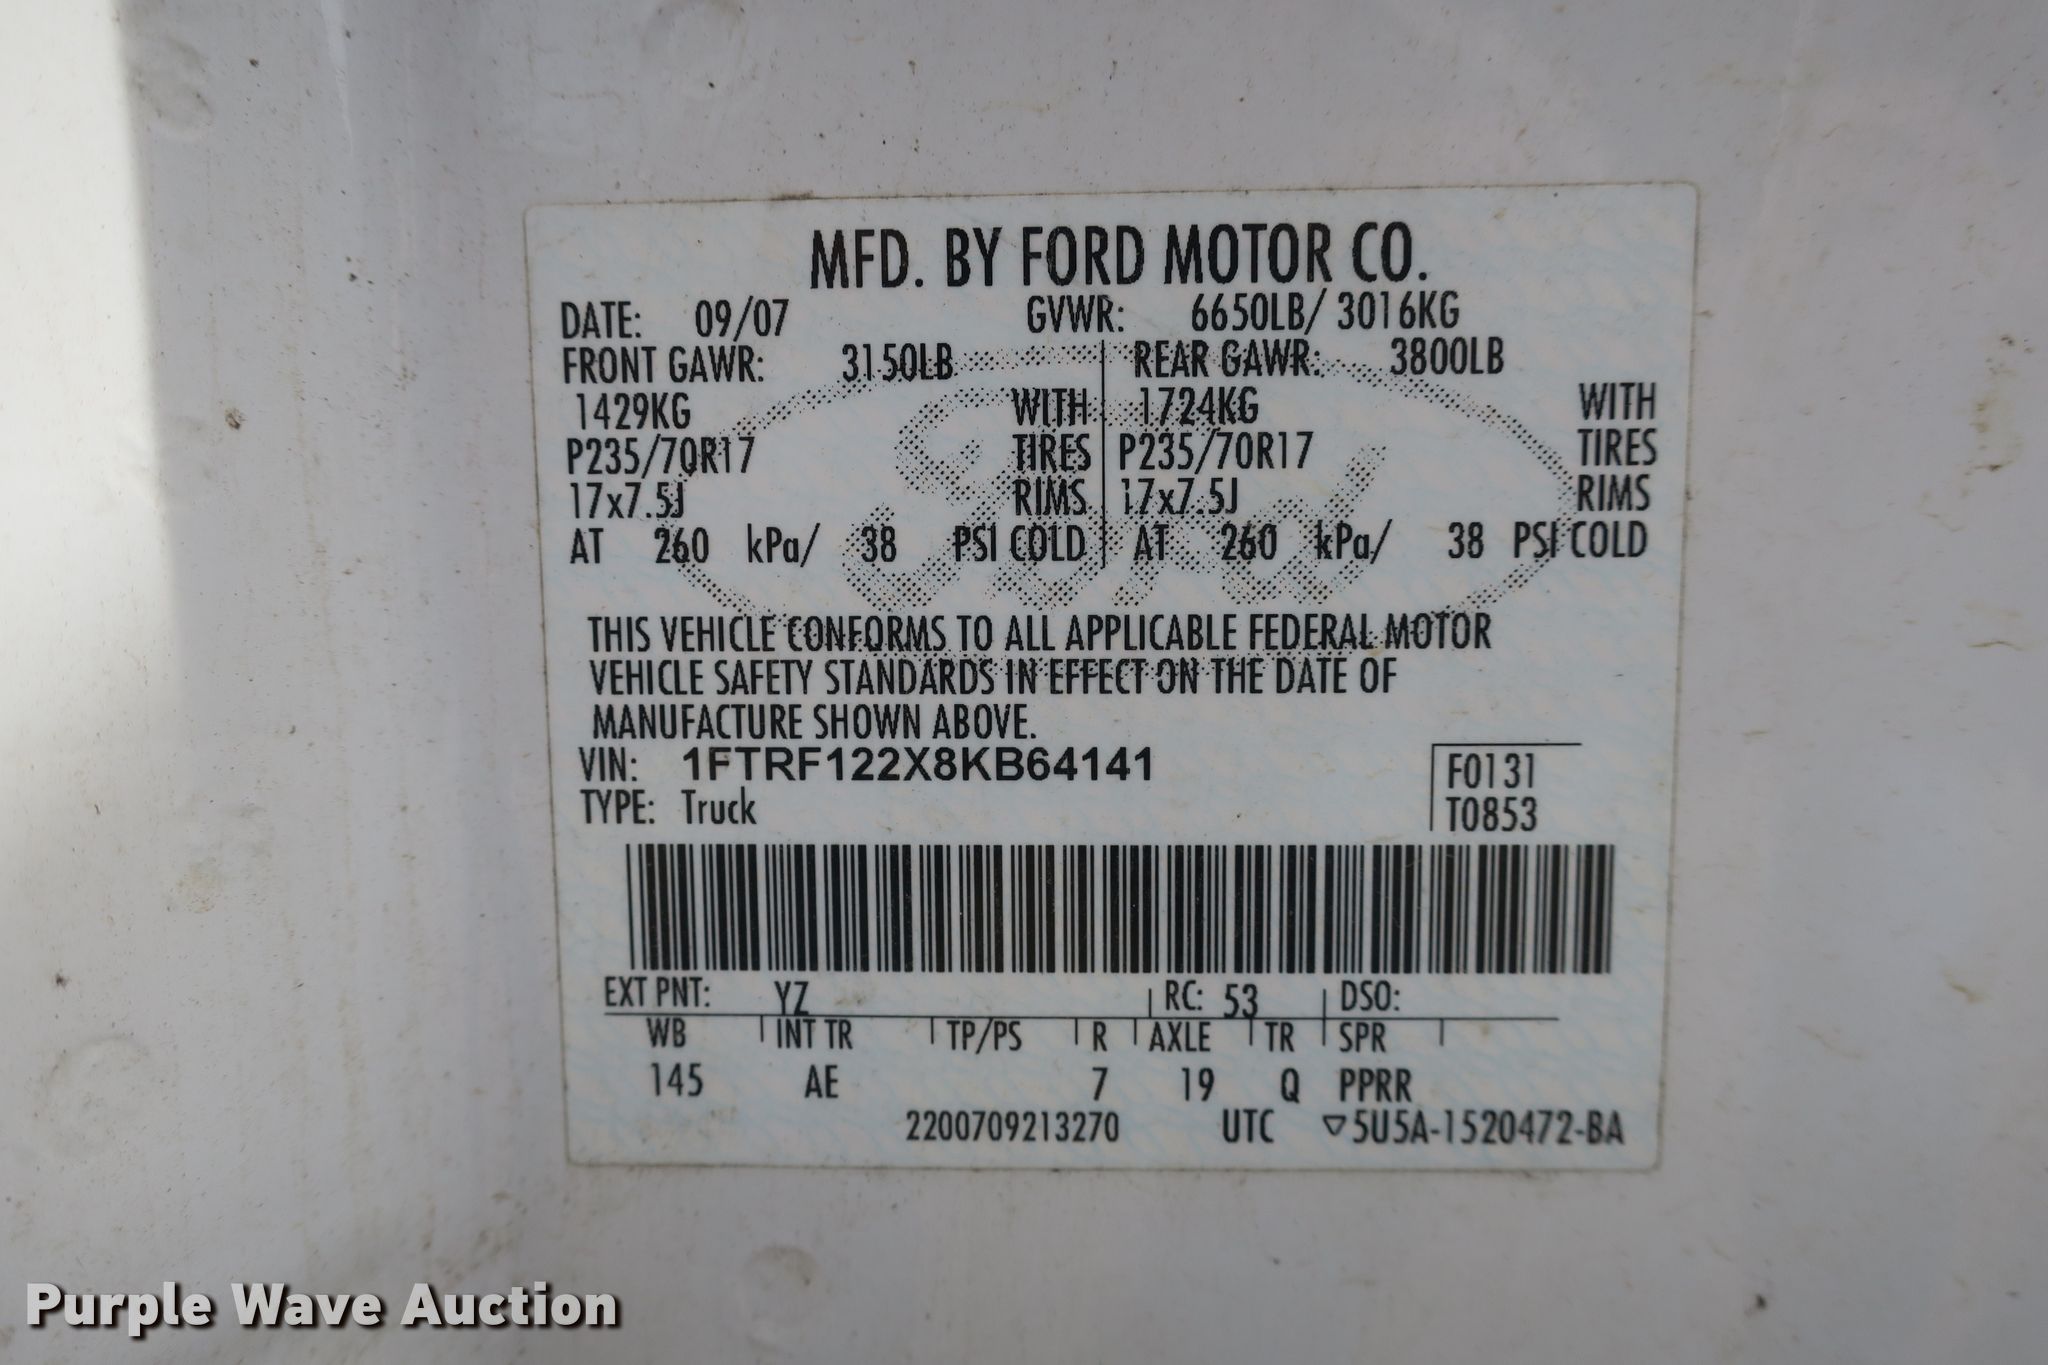 MFD. BY FORD MOTOR CO.
DATE: 09/07 GVWR: 6650LB/ 3016KG
FRONT GAWR: 3150LB REAR GAWR: 3800LB
1429KG WITH 1724KG WITH
P235/70R17 TIRES P235/70R17 TIRES
17x7.5J RIMS 17x7.5J RIMS
AT 260 kPa/ 38 PSI COLD AT 260 kPa/ 38 PSI COLD
Ford
THIS VEHICLE CONFORMS TO ALL APPLICABLE FEDERAL MOTOR
VEHICLE SAFETY STANDARDS IN EFFECT ON THE DATE OF
MANUFACTURE SHOWN ABOVE.
VIN: 1FTRF122X8KB64141 F0131
TYPE: Truck T0853
EXT PNT: YZ RC: 53 DSO:
WB INT TR TP/PS R AXLE TR SPR
145 AE 7 19 Q PPRR
2200709213270 UTC ▽5U5A-1520472-BA
Purple Wave Auction